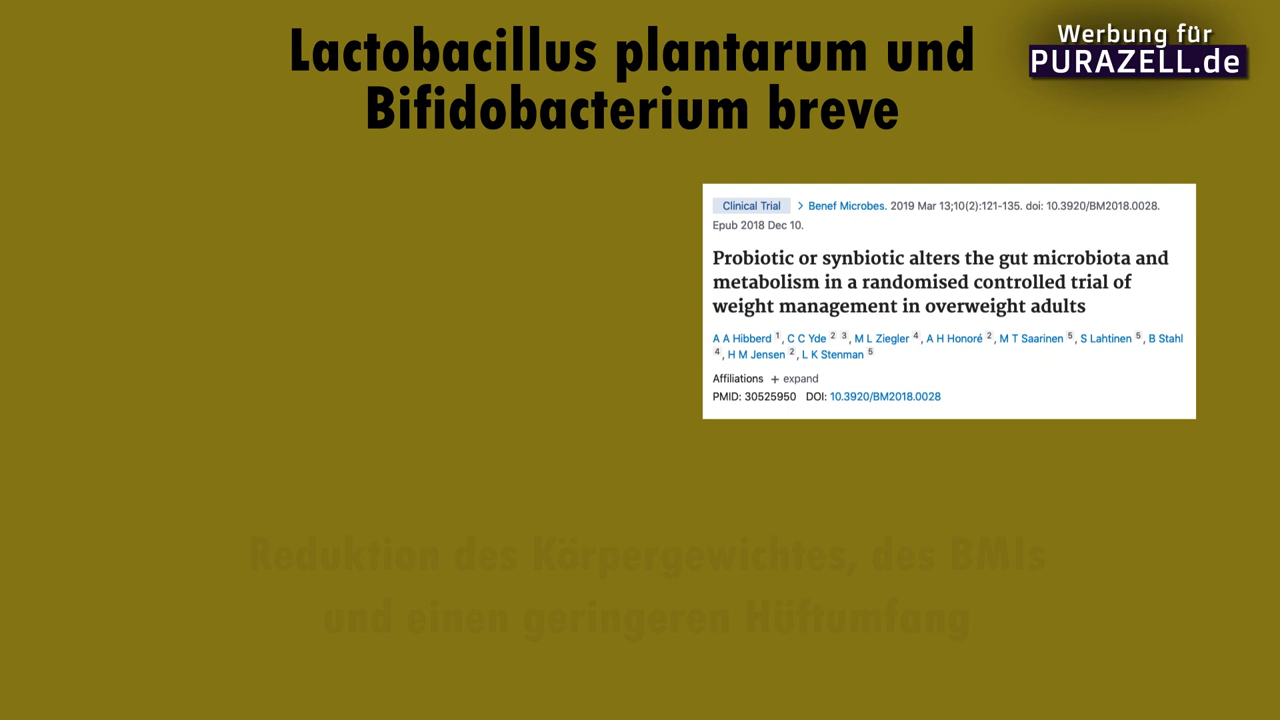 Lactobacillus plantarum und
Bifidobacterium breve
Werbung für
PURAZELL.de
Clinical Trial > Benef Microbes. 2019 Mar 13;10(2):121-135. doi: 10.3920/BM2018.0028.
Epub 2018 Dec 10.
Probiotic or synbiotic alters the gut microbiota and
metabolism in a randomised controlled trial of
weight management in overweight adults
A A Hibberd 1, C C Yde 2 3, M L Ziegler 4, A H Honoré 2, M T Saarinen 5, S Lahtinen 5, B Stahl
4, H M Jensen 2, L K Stenman 5
Affiliations + expand
PMID: 30525950 DOI: 10.3920/BM2018.0028
Reduktion des Körpergewichtes, des BMIs
und einen geringeren Hüftumfang